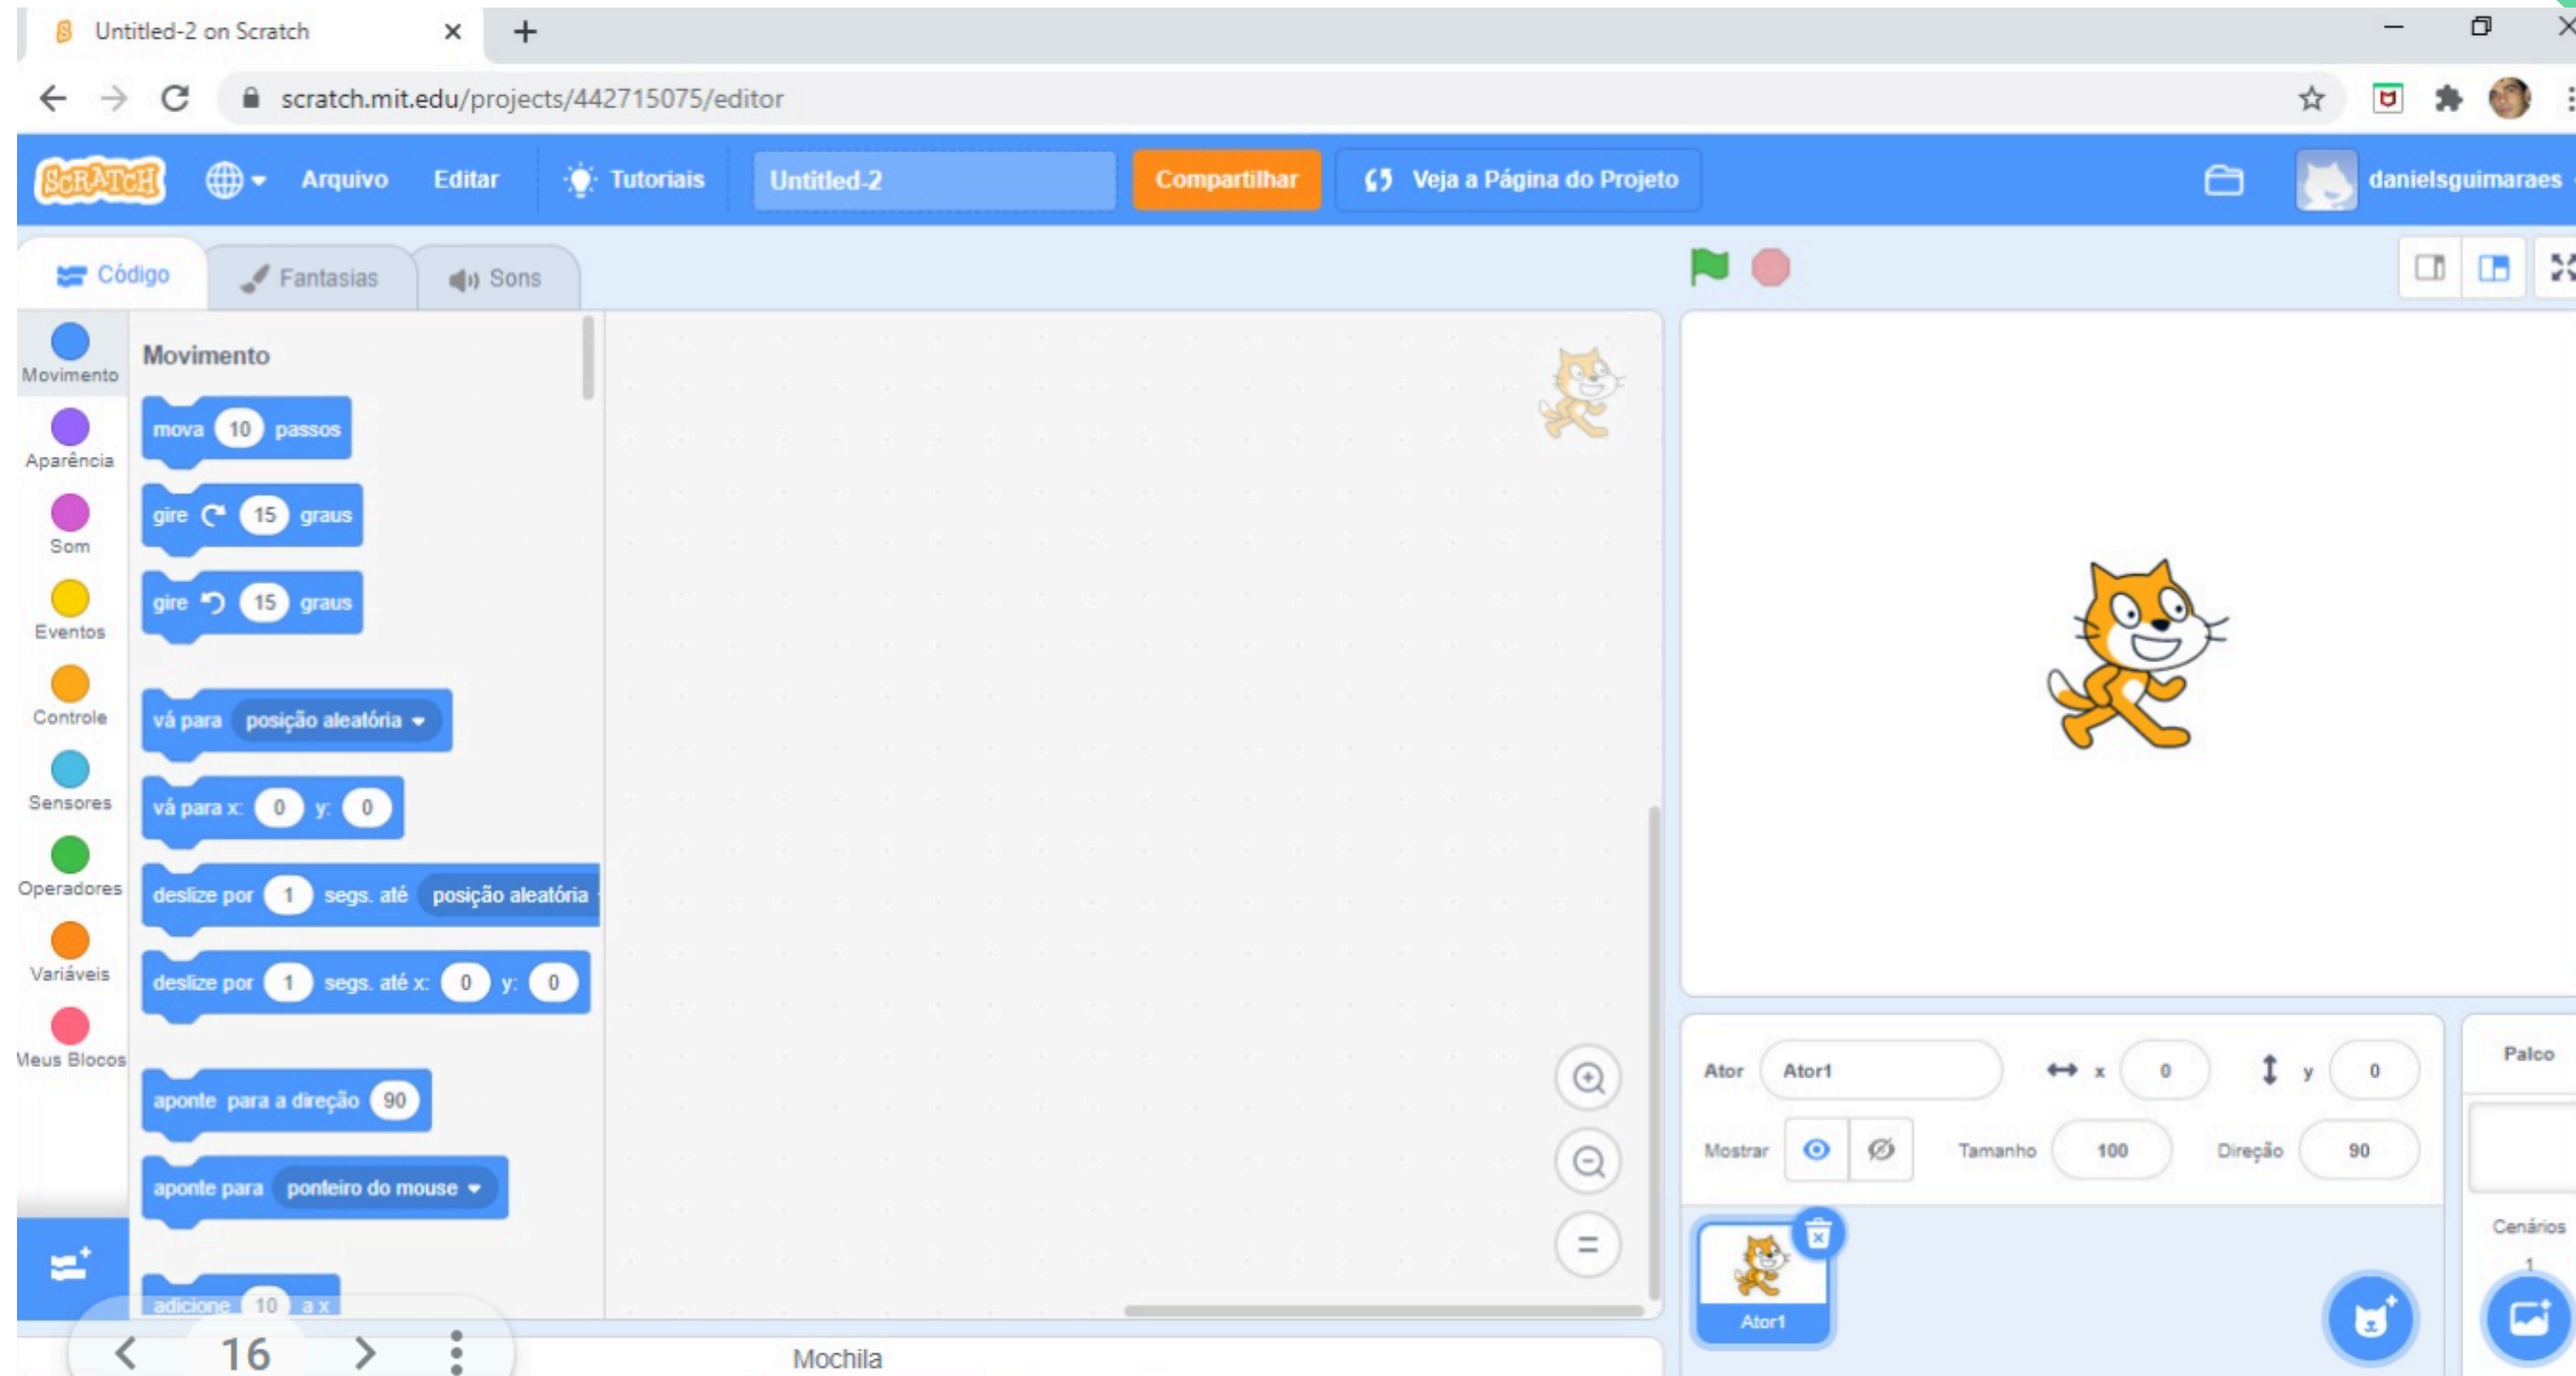 Untitled-2 on Scratch
scratch.mit.edu/projects/442715075/editor
SCRATCH Arquivo Editar Tutoriais Untitled-2 Compartilhar Veja a Página do Projeto danielsguimaraes
Código Fantasias Sons
Movimento
Aparência
Som
Eventos
Controle
Sensores
Operadores
Variáveis
Meus Blocos
Movimento
mova 10 passos
gire 15 graus
gire 15 graus
vá para posição aleatória
vá para x: 0 y: 0
deslize por 1 segs. até posição aleatória
deslize por 1 segs. até x: 0 y: 0
aponte para a direção 90
aponte para ponteiro do mouse
adicione 10 a x
Ator Ator1 x 0 y 0
Mostrar Tamanho 100 Direção 90
Ator1
Palco
Cenários
1
16
Mochila